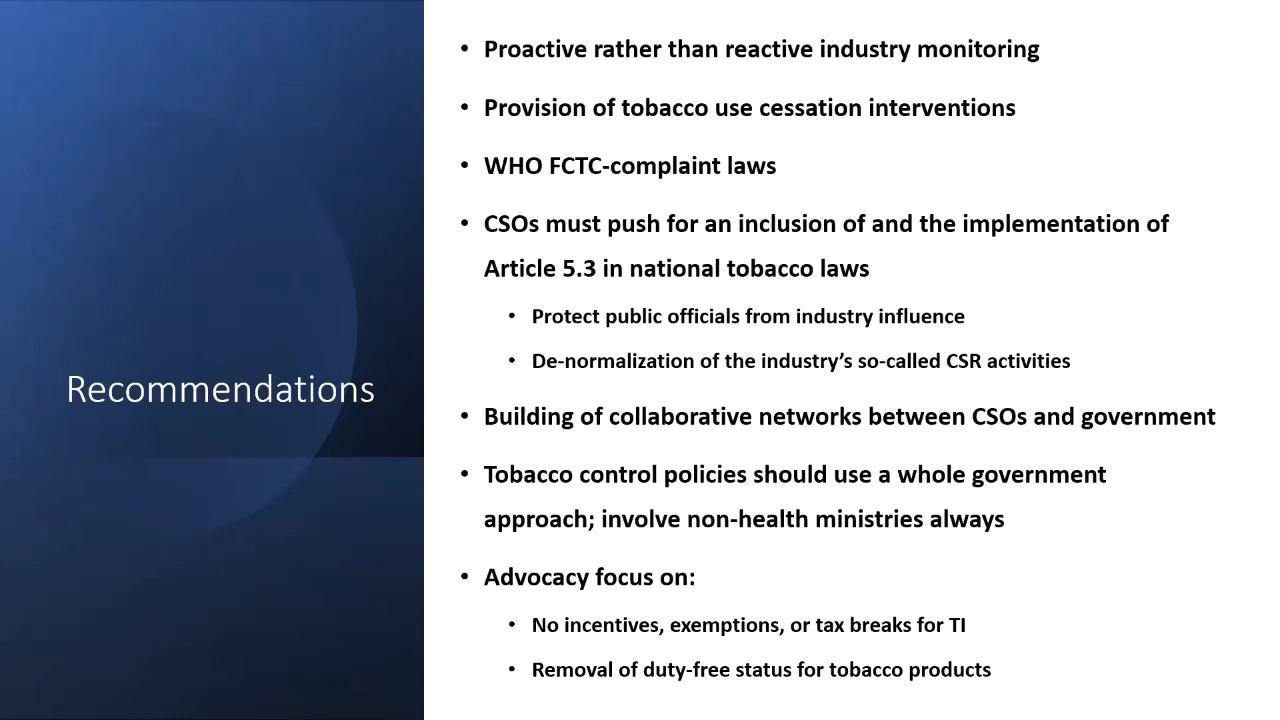 Recommendations
• Proactive rather than reactive industry monitoring
• Provision of tobacco use cessation interventions
• WHO FCTC-complaint laws
• CSOs must push for an inclusion of and the implementation of
Article 5.3 in national tobacco laws
• Protect public officials from industry influence
• De-normalization of the industry’s so-called CSR activities
• Building of collaborative networks between CSOs and government
• Tobacco control policies should use a whole government
approach; involve non-health ministries always
• Advocacy focus on:
• No incentives, exemptions, or tax breaks for TI
• Removal of duty-free status for tobacco products